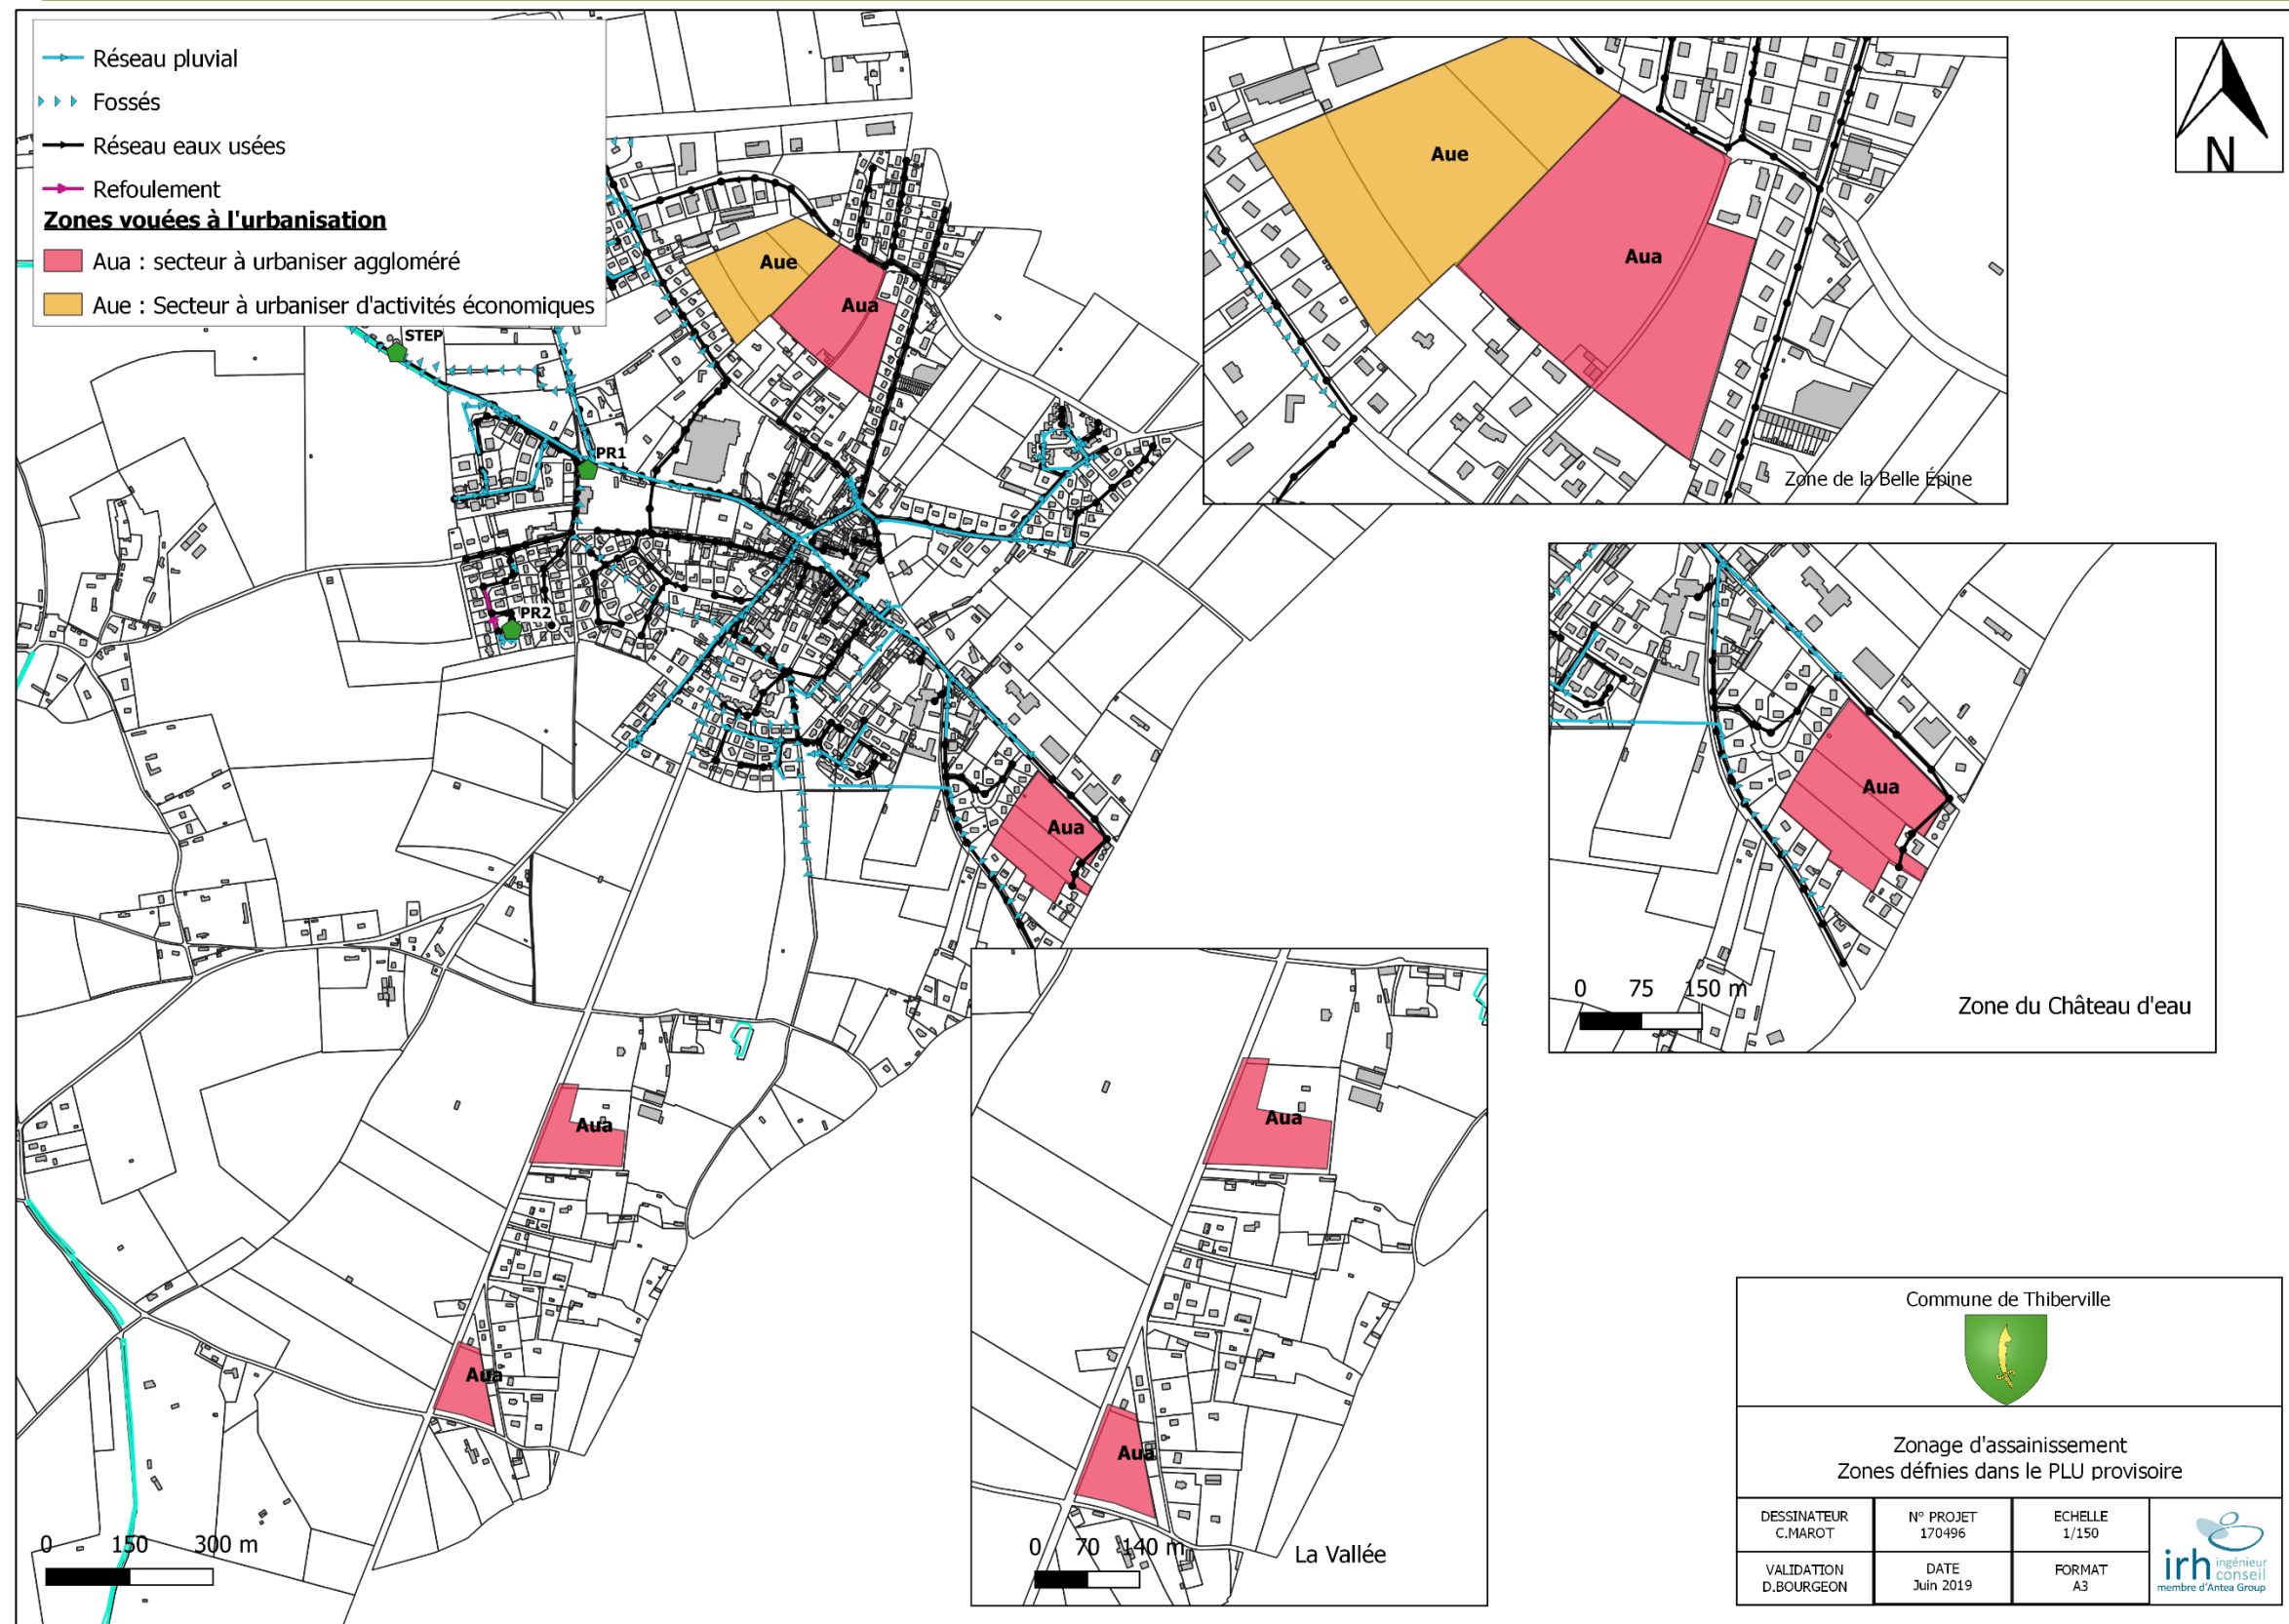 Réseau pluvial
Fossés
Réseau eaux usées
Refoulement
Zones vouées à l'urbanisation
Aua : secteur à urbaniser aggloméré
Aue : Secteur à urbaniser d'activités économiques
N
Aue
Aua
Zone de la Belle Épine
Aue
Aua
STEP
PR1
PR2
Aua
Aua
0 75 150 m
Zone du Château d'eau
Aua
Aua
0 150 300 m
Aua
Aua
0 70 140 m
La Vallée
Commune de Thiberville
Zonage d'assainissement
Zones défnies dans le PLU provisoire
DESSINATEUR
C.MAROT
N° PROJET
170496
ECHELLE
1/150
VALIDATION
D.BOURGEON
DATE
Juin 2019
FORMAT
A3
irh ingénieur
conseil
membre d'Antea Group